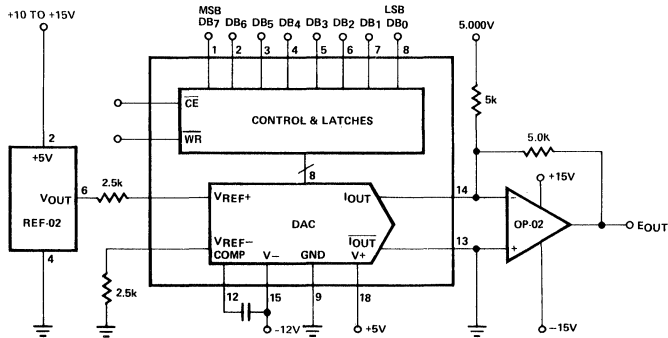 +10 TO +15V
MSB
LSB
DB7 DB6 DB5 DB4 DB3 DB2 DB1 DB0
1 2 3 4 5 6 7 8
5.000V
5k
CE
WR
CONTROL & LATCHES
8
2
+5V
VOUT
6
REF-02
4
2.5k
2.5k
VREF+
VREF–
COMP
V–
GND
V+
DAC
IOUT
IOUT
14
13
12
15
9
18
-12V
+5V
5.0k
+15V
–
+
OP-02
EOUT
–15V